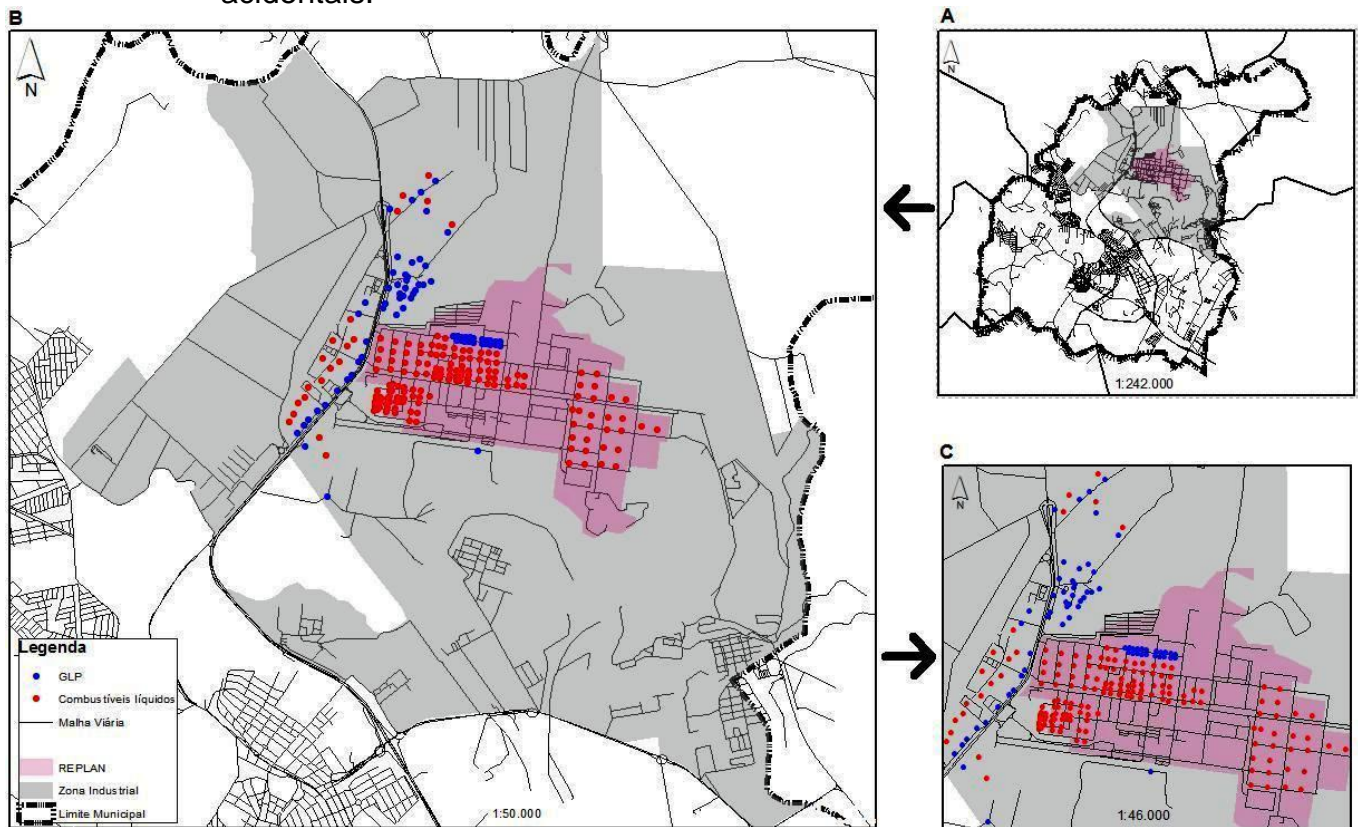 acidentais.
B
A
N
N
1:242.000
C
N
Legenda
GLP
Combustíveis líquidos
Malha Viária
REPLAN
Zona Industrial
Limite Municipal
1:50.000
1:46.000